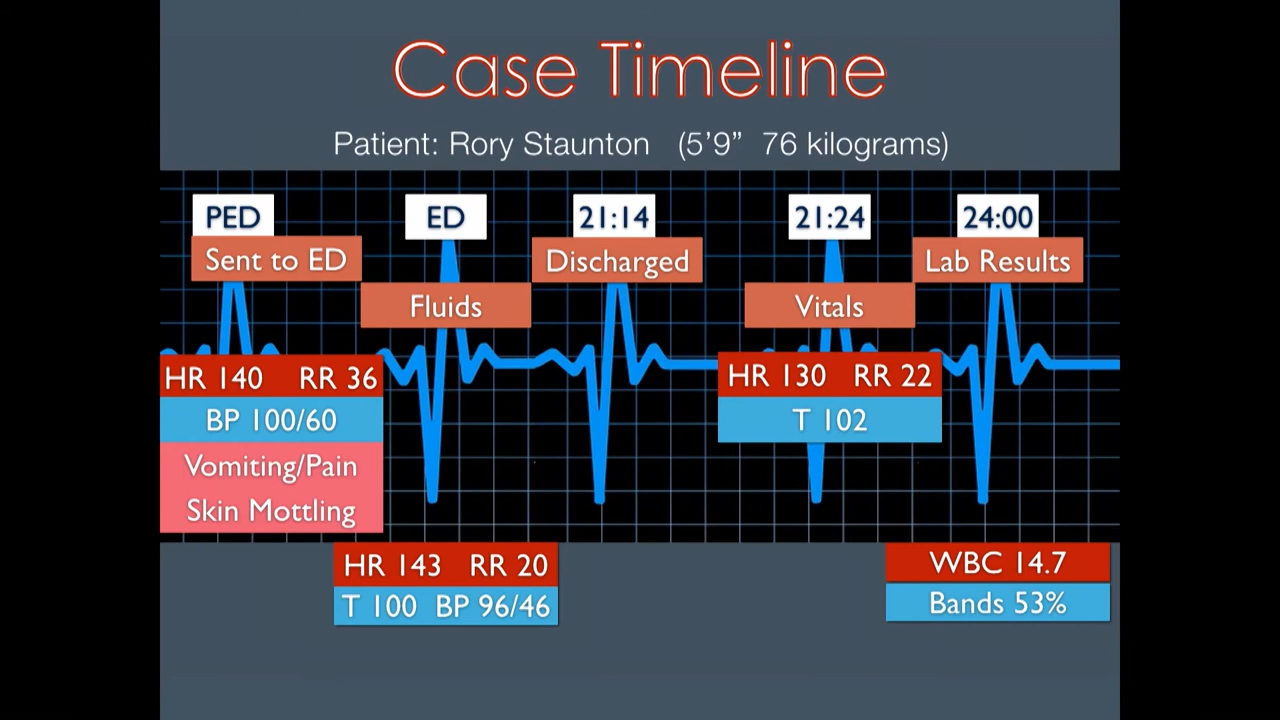 Case Timeline
Patient: Rory Staunton (5’9” 76 kilograms)
PED
Sent to ED
HR 140 RR 36
BP 100/60
Vomiting/Pain
Skin Mottling
ED
Fluids
HR 143 RR 20
T 100 BP 96/46
21:14
Discharged
21:24
Vitals
HR 130 RR 22
T 102
24:00
Lab Results
WBC 14.7
Bands 53%